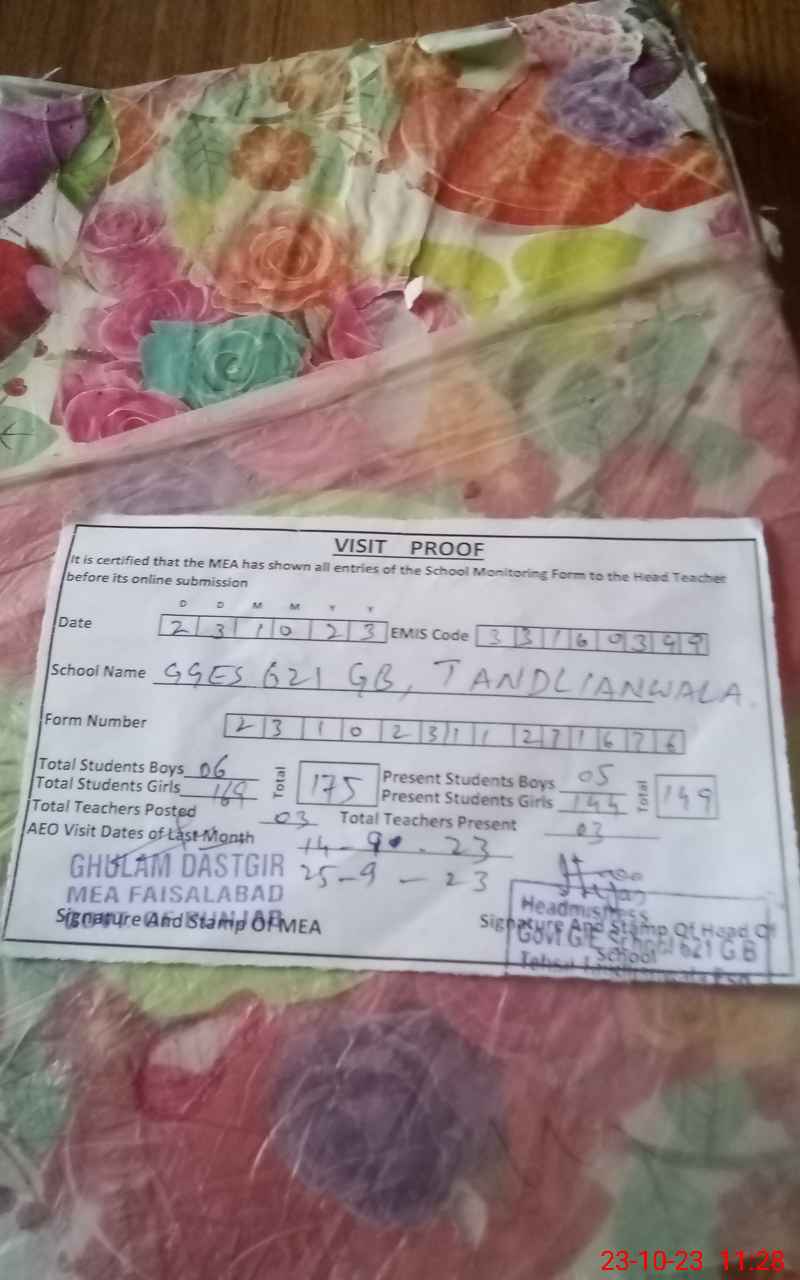 VISIT PROOF
It is certified that the MEA has shown all entries of the School Monitoring Form to the Head Teacher
before its online submission
D D M M Y Y
Date 2 3 1 0 2 3 EMIS Code 3 3 1 6 0 3 4 9
School Name GGES 621 GB, TANDLIANWALA.
Form Number 2 3 1 0 2 3 1 1 2 7 1 6 7 6
Total Students Boys 06 Total 175 Present Students Boys 05 Total 149
Total Students Girls 169 Present Students Girls 144
Total Teachers Posted 03 Total Teachers Present 03
AEO Visit Dates of Last Month 14-9-23
25-9-23
GHULAM DASTGIR
MEA FAISALABAD
Signature And Stamp Of MEA
Headmistress
Signature And Stamp Of Head Of
Govt G.E School 621 G.B
School
23-10-23 11:28